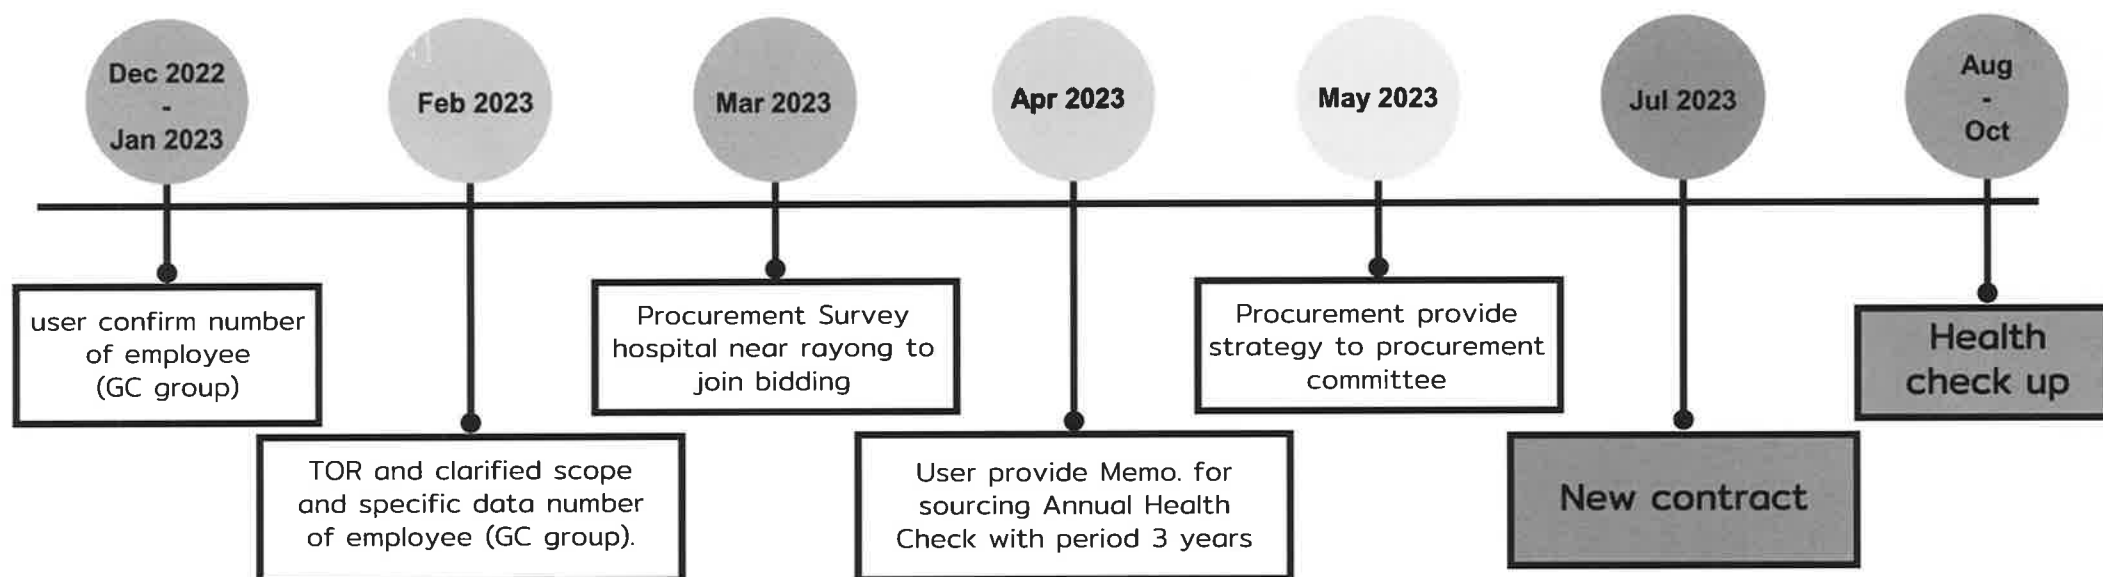 Dec 2022
-
Jan 2023
Feb 2023
Mar 2023
Apr 2023
May 2023
Jul 2023
Aug
-
Oct
user confirm number
of employee
(GC group)
TOR and clarified scope
and specific data number
of employee (GC group).
Procurement Survey
hospital near rayong to
join bidding
User provide Memo. for
sourcing Annual Health
Check with period 3 years
Procurement provide
strategy to procurement
committee
New contract
Health
check up